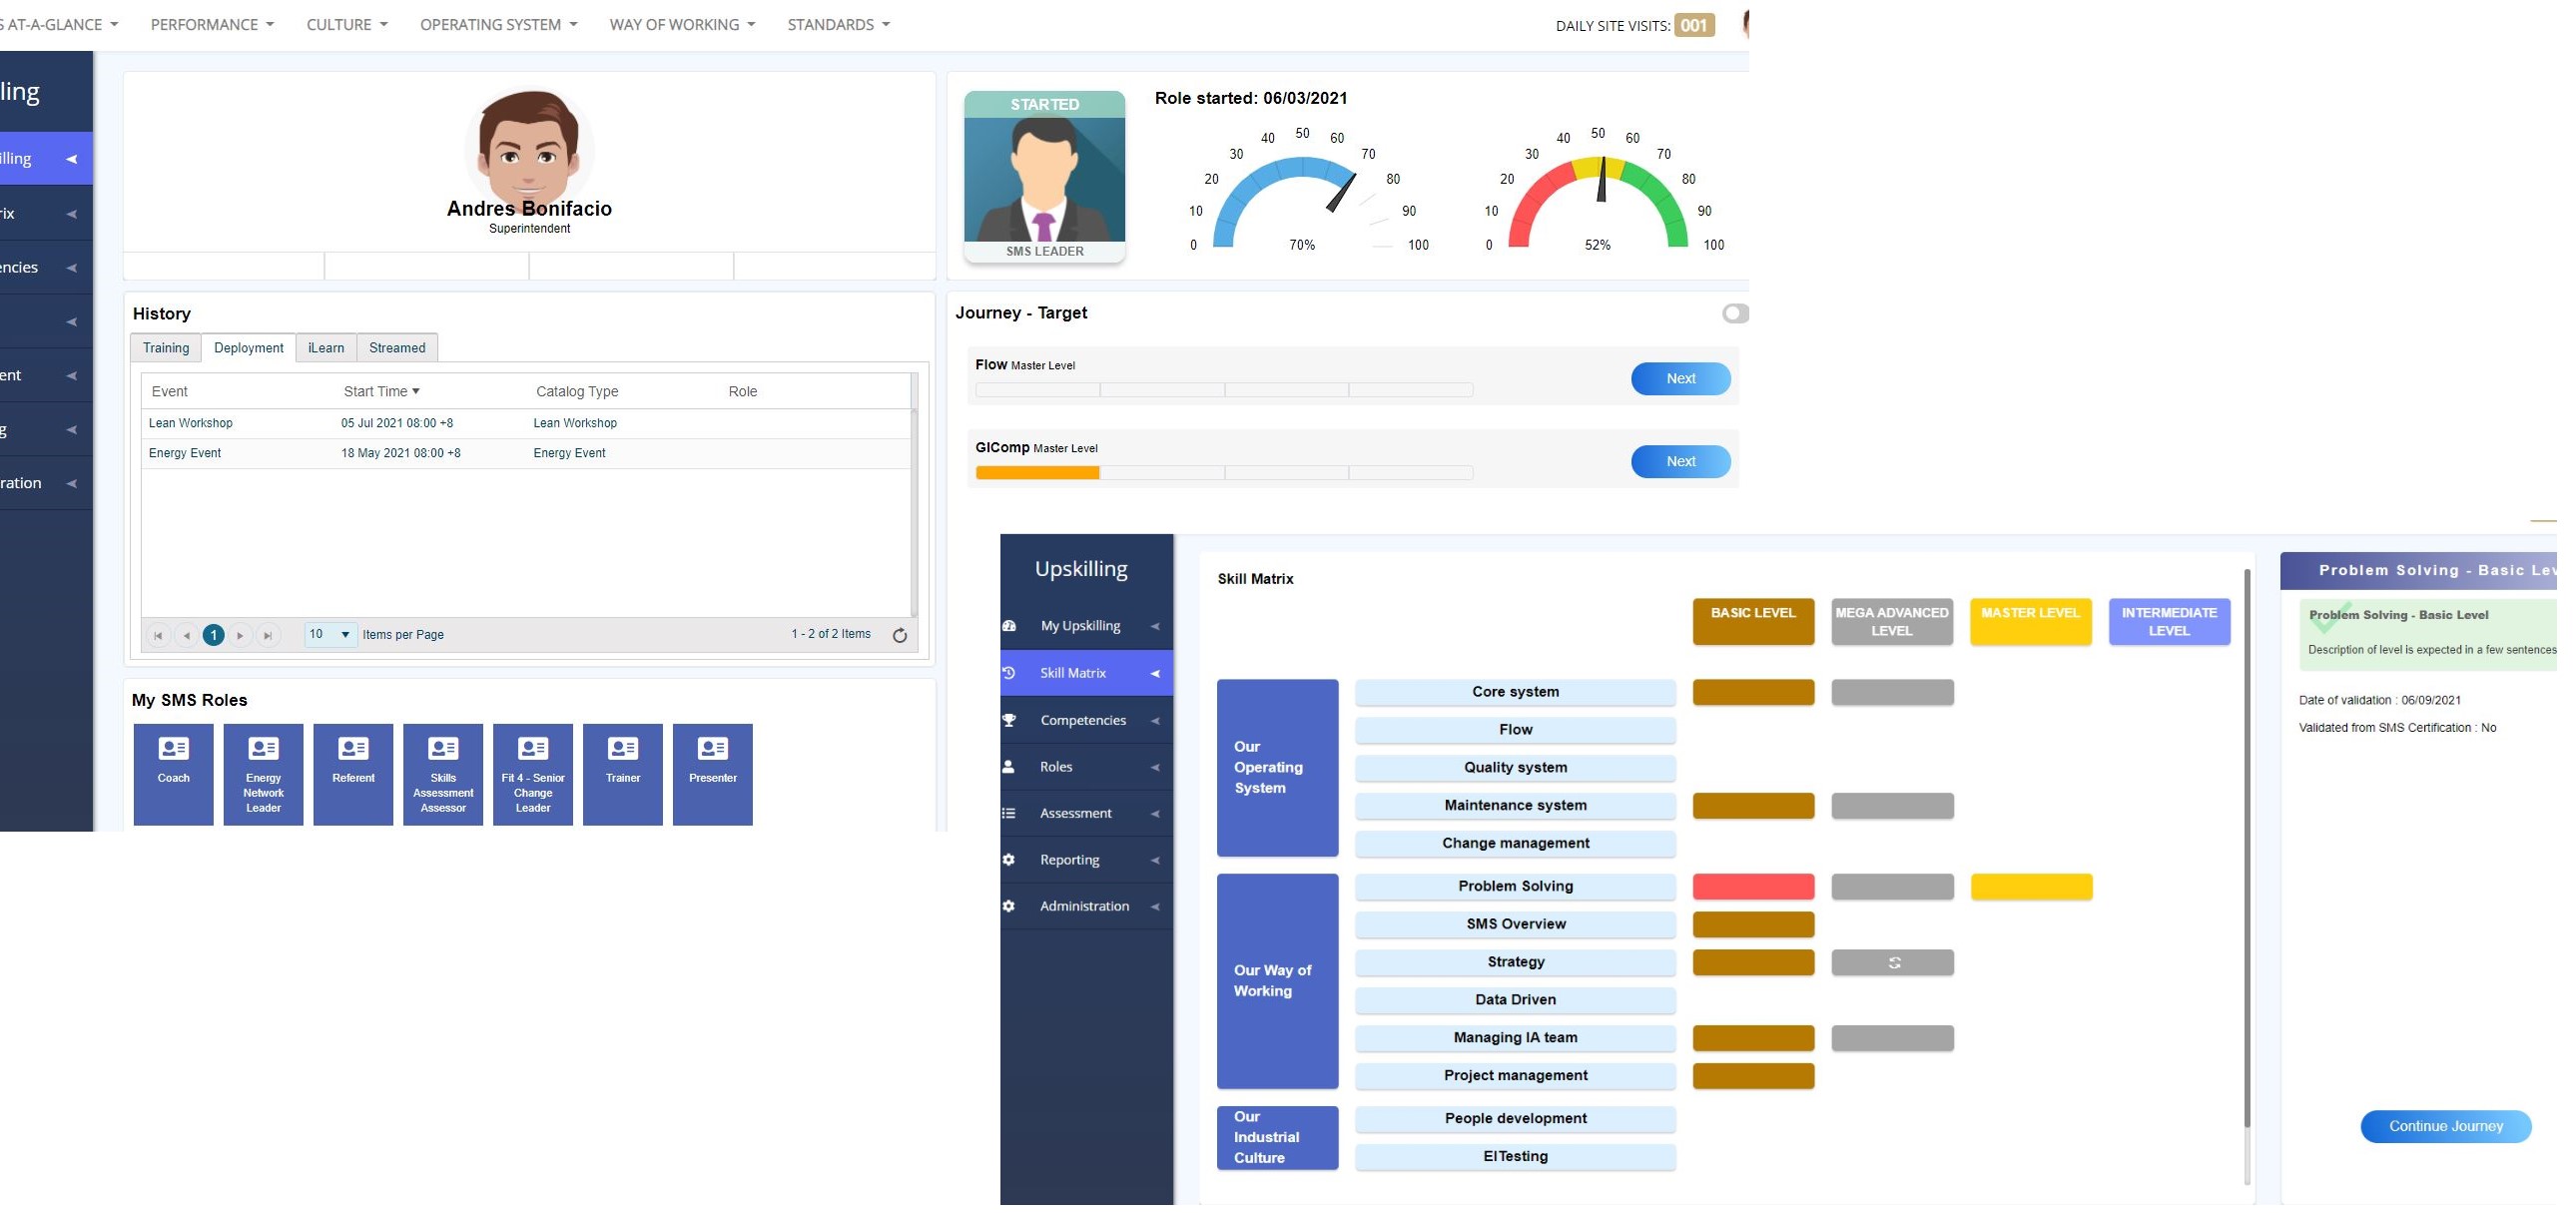 S AT-A-GLANCE
PERFORMANCE
CULTURE
OPERATING SYSTEM
WAY OF WORKING
STANDARDS
DAILY SITE VISITS: 001
ling
illing
rix
encies
ent
g
ration
Andres Bonifacio
Superintendent
STARTED
SMS LEADER
Role started: 06/03/2021
0 10 20 30 40 50 60 70 80 90 100
70%
0 10 20 30 40 50 60 70 80 90 100
52%
History
Training Deployment iLearn Streamed
Event Start Time Catalog Type Role
Lean Workshop 05 Jul 2021 08:00 +8 Lean Workshop
Energy Event 18 May 2021 08:00 +8 Energy Event
1 10 Items per Page 1 - 2 of 2 Items
Journey - Target
Flow Master Level
Next
GIComp Master Level
Next
My SMS Roles
Coach
Energy
Network
Leader
Referent
Skills
Assessment
Assessor
Fit 4 - Senior
Change
Leader
Trainer
Presenter
Upskilling
My Upskilling
Skill Matrix
Competencies
Roles
Assessment
Reporting
Administration
Skill Matrix
BASIC LEVEL
MEGA ADVANCED
LEVEL
MASTER LEVEL
INTERMEDIATE
LEVEL
Our
Operating
System
Core system
Flow
Quality system
Maintenance system
Change management
Our Way of
Working
Problem Solving
SMS Overview
Strategy
Data Driven
Managing IA team
Project management
Our
Industrial
Culture
People development
EITesting
Problem Solving - Basic Lev
Problem Solving - Basic Level
Description of level is expected in a few sentences
Date of validation : 06/09/2021
Validated from SMS Certification : No
Continue Journey